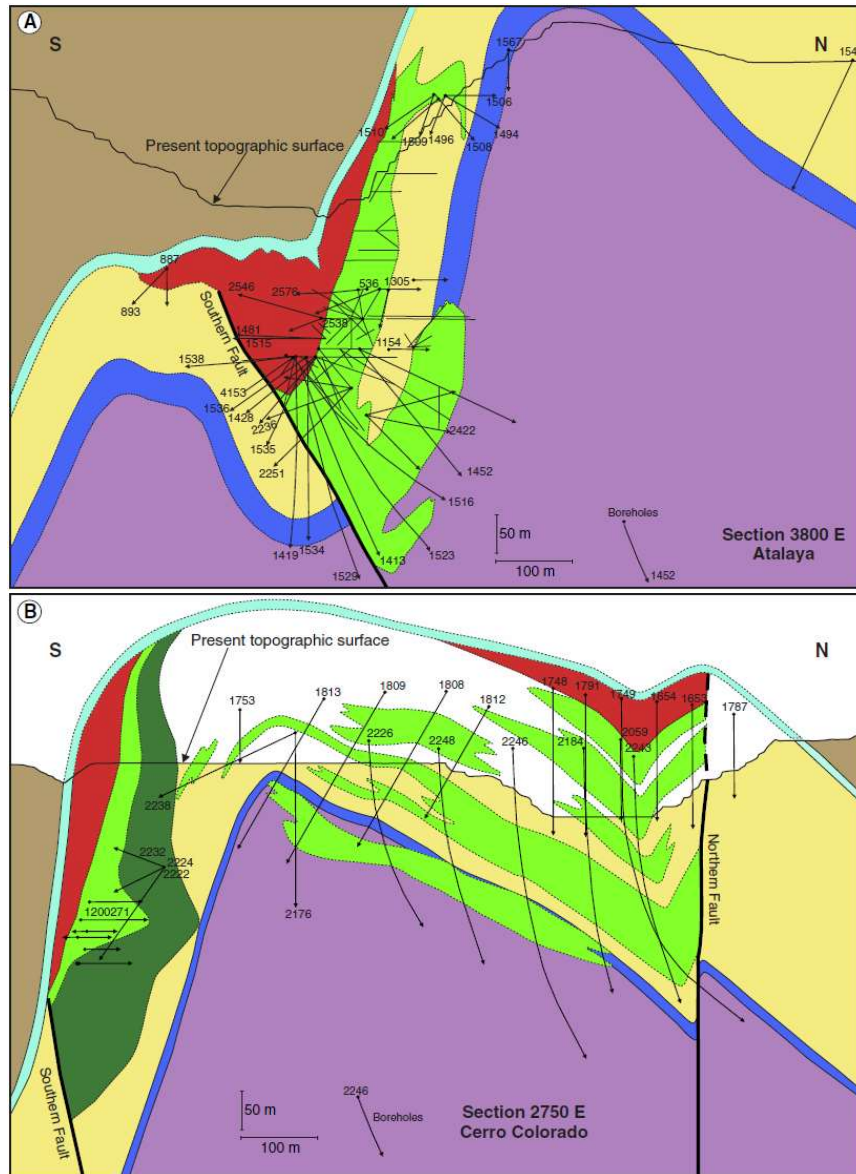 A
S
N
1567
154
1506
1510
1509
1496
1494
1508
Present topographic surface
887
893
2546
2576
536
1305
Southern Fault
2538
1481
1515
1154
1538
4153
1536
1428
2236
1535
2251
2422
1452
1516
1419
1534
1413
1523
1529
50 m
100 m
Boreholes
1452
Section 3800 E
Atalaya
B
S
N
Present topographic surface
1753
1813
1809
1808
1812
1748
1791
1749
1654
1653
1787
2226
2248
2246
2184
2059
2243
2238
2232
2224
2222
1200271
2176
Northern Fault
Southern Fault
50 m
100 m
2246
Boreholes
Section 2750 E
Cerro Colorado